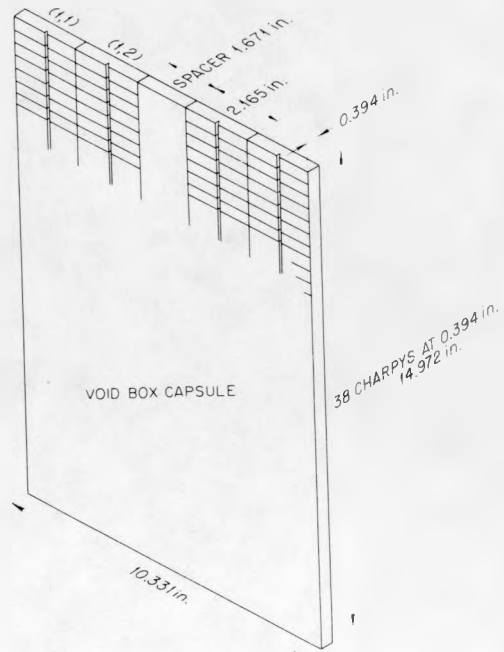 (1,1)
(1,2)
SPACER 1.671 in.
2.165 in.
0.394 in.
38 CHARPYS AT 0.394 in.
14.972 in.
VOID BOX CAPSULE
10.331 in.